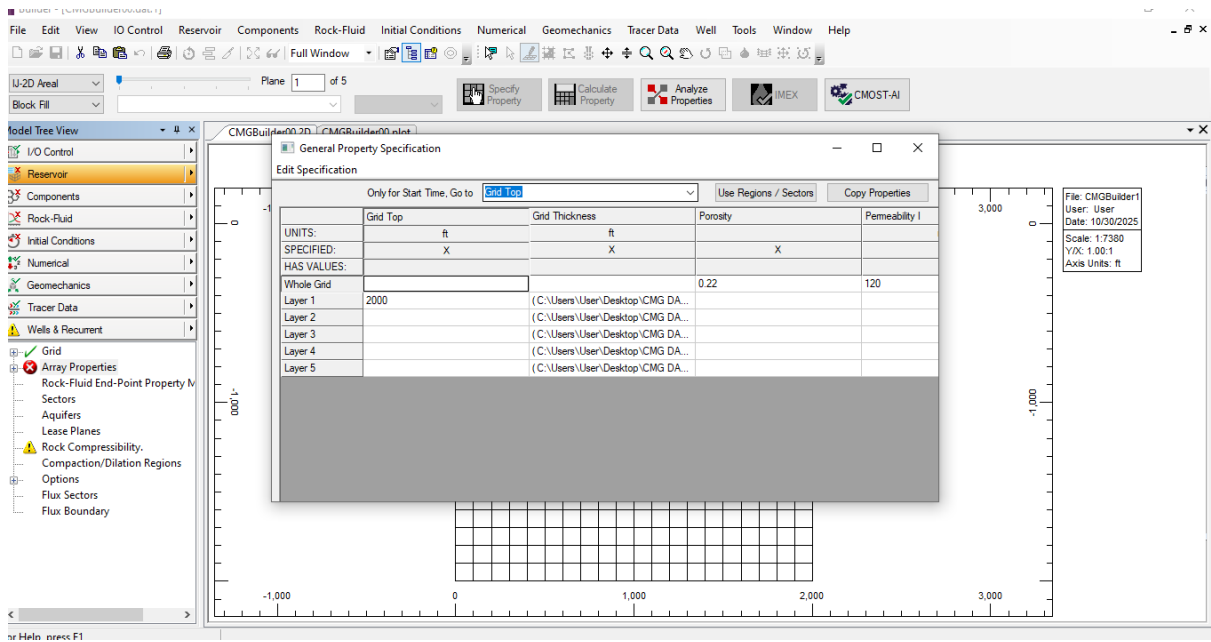 Builder - [CMGBuilder00.dat:1]
File Edit View IO Control Reservoir Components Rock-Fluid Initial Conditions Numerical Geomechanics Tracer Data Well Tools Window Help
Full Window
IJ-2D Areal Plane 1 of 5
Block Fill
Specify Property
Calculate Property
Analyze Properties
IMEX
CMOST-AI
Model Tree View
CMGBuilder00.2D CMGBuilder00.plot
I/O Control
Reservoir
Components
Rock-Fluid
Initial Conditions
Numerical
Geomechanics
Tracer Data
Wells & Recurrent
Grid
Array Properties
Rock-Fluid End-Point Property M
Sectors
Aquifers
Lease Planes
Rock Compressibility.
Compaction/Dilation Regions
Options
Flux Sectors
Flux Boundary
General Property Specification
Edit Specification
Only for Start Time, Go to Grid Top Use Regions / Sectors Copy Properties
Grid Top Grid Thickness Porosity Permeability I
UNITS: ft ft
SPECIFIED: X X X
HAS VALUES:
Whole Grid 0.22 120
Layer 1 2000 ( C:\Users\User\Desktop\CMG DA...
Layer 2 ( C:\Users\User\Desktop\CMG DA...
Layer 3 ( C:\Users\User\Desktop\CMG DA...
Layer 4 ( C:\Users\User\Desktop\CMG DA...
Layer 5 ( C:\Users\User\Desktop\CMG DA...
-1 3,000
0 0
-1,000 -1,000
-1,000 0 1,000 2,000 3,000
File: CMGBuilder1
User: User
Date: 10/30/2025
Scale: 1:7380
Y/X: 1.00:1
Axis Units: ft
or Help, press F1